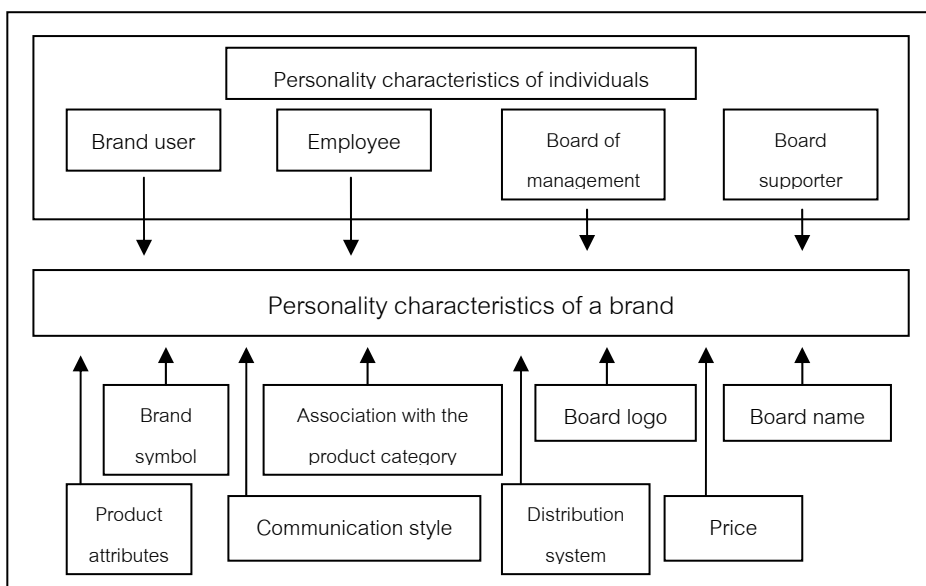 Personality characteristics of individuals
Brand user
Employee
Board of
management
Board
supporter
Personality characteristics of a brand
Brand
symbol
Association with the
product category
Board logo
Board name
Product
attributes
Communication style
Distribution
system
Price